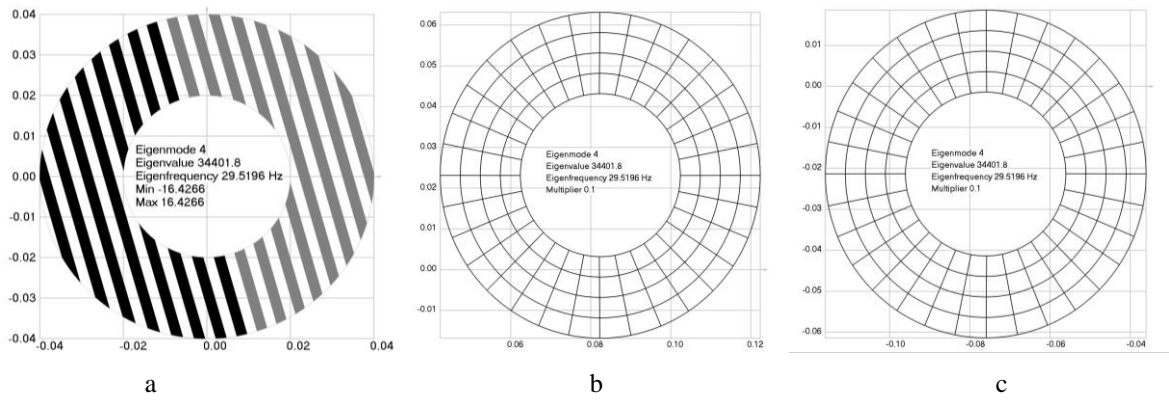 0.04
0.03
0.02
0.01
0.00
-0.01
-0.02
-0.03
-0.04
-0.04
-0.02
0.00
0.02
0.04
Eigenmode 4
Eigenvalue 34401.8
Eigenfrequency 29.5196 Hz
Min -16.4266
Max 16.4266
a
0.06
0.05
0.04
0.03
0.02
0.01
0.00
-0.01
0.06
0.08
0.10
0.12
Eigenmode 4
Eigenvalue 34401.8
Eigenfrequency 29.5196 Hz
Multiplier 0.1
b
0.01
0.00
-0.01
-0.02
-0.03
-0.04
-0.05
-0.06
-0.10
-0.08
-0.06
-0.04
Eigenmode 4
Eigenvalue 34401.8
Eigenfrequency 29.5196 Hz
Multiplier 0.1
c